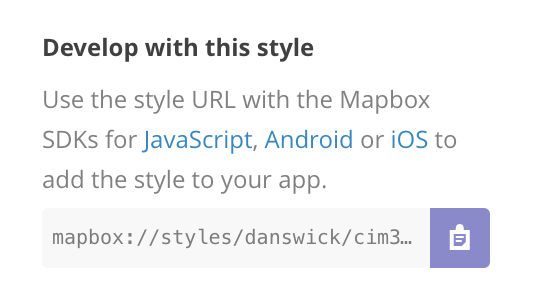 Develop with this style
Use the style URL with the Mapbox
SDKs for JavaScript, Android or iOS to
add the style to your app.
mapbox://styles/danswick/cim3…